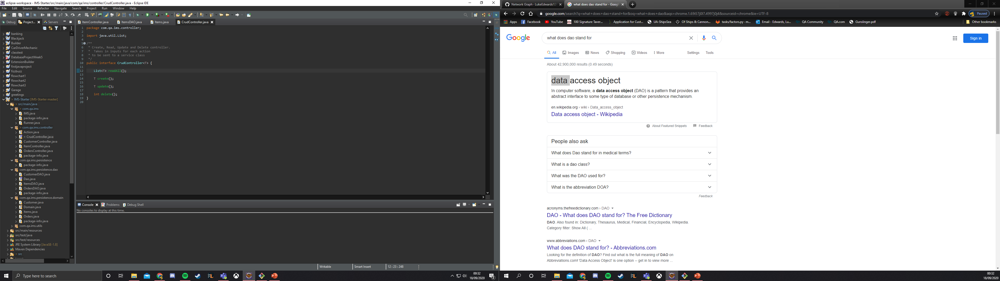 eclipse-workspace - IMS-Starter/src/main/java/com/qa/ims/controller/CrudController.java - Eclipse IDE
File Edit Source Refactor Navigate Search Project Run Window Help
Debug Project... Servers
banking
Blackjack
Builder
CarDriverMechanic
classtest
DatabaseProjectWeek5
ExtensionBuilder
firstjavaproject
fizzbuzz
flowchart1
flowchart2
flowchart3
Garage
greetings
> IMS-Starter [IMS-Starter master]
> src/main/java
> com.qa.ims
IMS.java
package-info.java
Runner.java
> com.qa.ims.controller
Action.java
> CrudController.java
CustomerController.java
ItemController.java
OrdersController.java
package-info.java
com.qa.ims.persistence
package-info.java
com.qa.ims.persistence.dao
CustomerDAO.java
Dao.java
ItemsDAO.java
OrdersDAO.java
package-info.java
com.qa.ims.persistence.domain
Customer.java
Domain.java
Items.java
Orders.java
package-info.java
com.qa.ims.utils
src/main/resources
src/test/java
src/test/resources
JRE System Library [JavaSE-1.8]
Maven Dependencies
> src
ItemController.java ItemsDAO.java Items.java CrudController.java
1 package com.qa.ims.controller;
2
3 import java.util.List;
4
5 /**
6 * Create, Read, Update and Delete controller.
7 * Takes in inputs for each action
8 * to be sent to a service class
9 */
10 public interface CrudController<T> {
11
12 List<T> readAll();
13
14 T create();
15
16 T update();
17
18 int delete();
19 }
20
Console Problems Debug Shell
No consoles to display at this time.
Writable Smart Insert 12 : 23 : 248
Type here to search
00:32
18/09/2020
2
Network Graph · LukeEdwards12 what does dao stand for - Goog
google.com/search?q=what+does+dao+stand+for&oq=what+does+dao&aqs=chrome.1.69i57j0l7.4997j0j4&sourceid=chrome&ie=UTF-8
Paused
Apps Facebook YouTube 100 Signature Taver... Application for Cust... UA-ShipsSea Of Ships & Cannon... tasks/factors.py · m... Email - Edwards, Lu... QA Community QA.com Gunslinger.pdf Other bookmarks
Google
what does dao stand for
Sign in
All Images News Shopping Videos More Settings Tools
About 42,900,000 results (0.49 seconds)
data access object
In computer software, a data access object (DAO) is a pattern that provides an
abstract interface to some type of database or other persistence mechanism.
en.wikipedia.org › wiki › Data_access_object
Data access object - Wikipedia
About Featured Snippets Feedback
People also ask
What does Dao stand for in medical terms?
What is a dao class?
What was the DAO used for?
What is the abbreviation DOA?
Feedback
acronyms.thefreedictionary.com › DAO
DAO - What does DAO stand for? The Free Dictionary
DAO. Also found in: Dictionary, Thesaurus, Medical, Financial, Encyclopedia, Wikipedia.
Category filter: Show All ( ...
www.abbreviations.com › DAO
What does DAO stand for? - Abbreviations.com
Looking for the definition of DAO? Find out what is the full meaning of DAO on
Abbreviations.com! 'Data Access Object' is one option -- get in to view more ...
00:32
18/09/2020